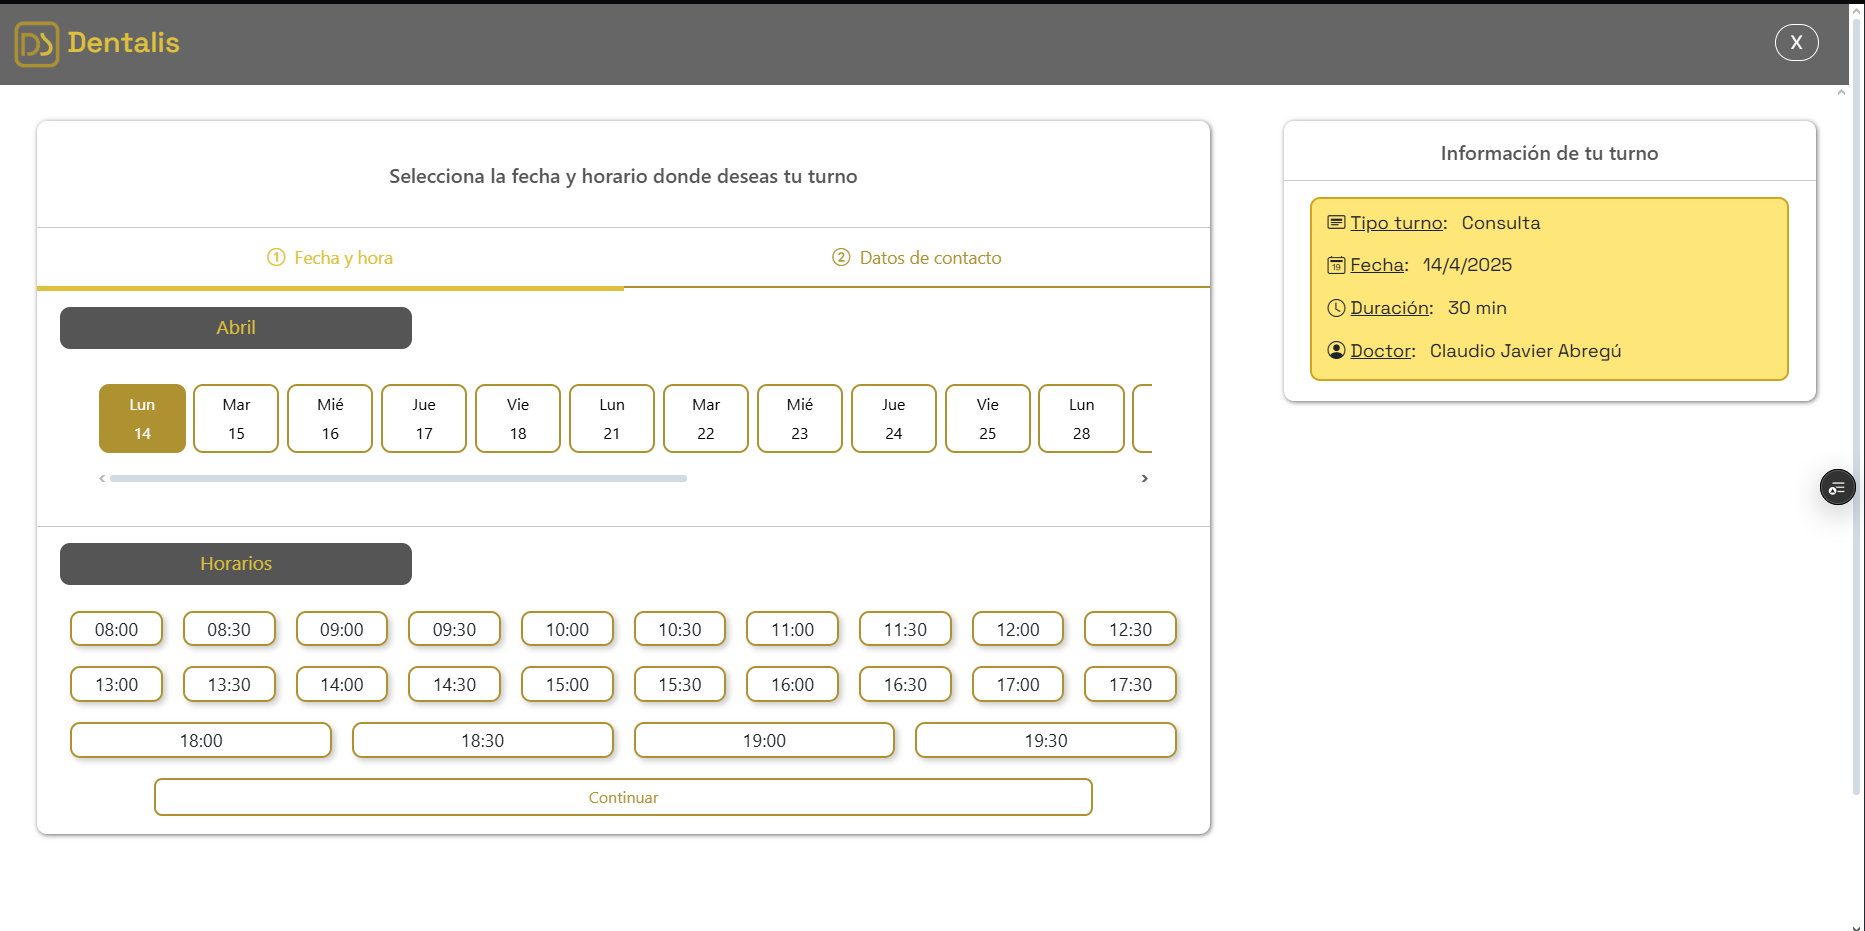 DS Dentalis
X
Selecciona la fecha y horario donde deseas tu turno
1 Fecha y hora
2 Datos de contacto
Abril
Lun Mar Mié Jue Vie Lun Mar Mié Jue Vie Lun
14 15 16 17 18 21 22 23 24 25 28
Horarios
08:00 08:30 09:00 09:30 10:00 10:30 11:00 11:30 12:00 12:30
13:00 13:30 14:00 14:30 15:00 15:30 16:00 16:30 17:00 17:30
18:00 18:30 19:00 19:30
Continuar
Información de tu turno
Tipo turno: Consulta
19 Fecha: 14/4/2025
Duración: 30 min
Doctor: Claudio Javier Abregú